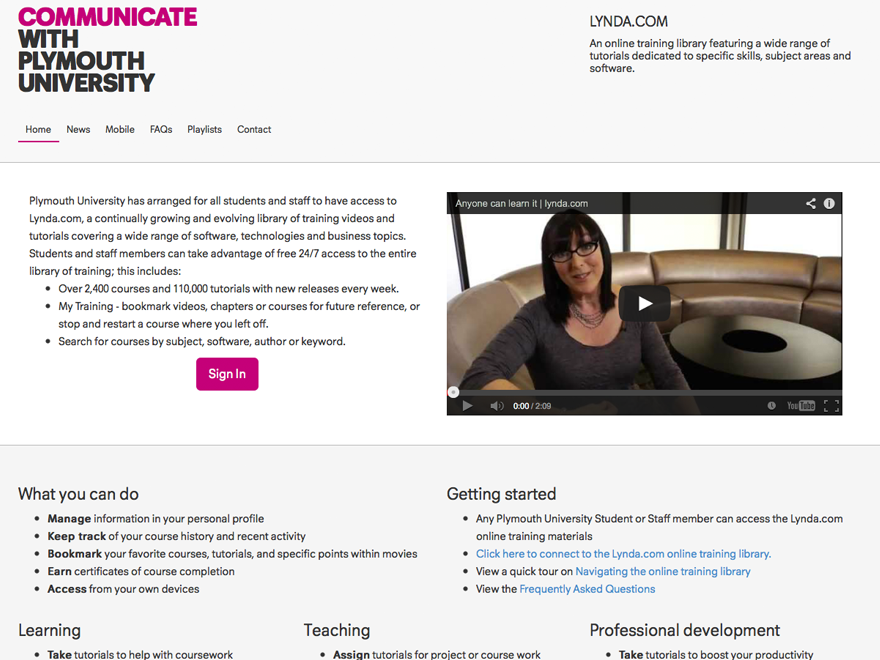 COMMUNICATE
WITH
PLYMOUTH
UNIVERSITY
LYNDA.COM
An online training library featuring a wide range of
tutorials dedicated to specific skills, subject areas and
software.
Home News Mobile FAQs Playlists Contact
Plymouth University has arranged for all students and staff to have access to
Lynda.com, a continually growing and evolving library of training videos and
tutorials covering a wide range of software, technologies and business topics.
Students and staff members can take advantage of free 24/7 access to the entire
library of training; this includes:
• Over 2,400 courses and 110,000 tutorials with new releases every week.
• My Training - bookmark videos, chapters or courses for future reference, or
stop and restart a course where you left off.
• Search for courses by subject, software, author or keyword.
Sign In
Anyone can learn it | lynda.com
0:00 / 2:09
YouTube
What you can do
• Manage information in your personal profile
• Keep track of your course history and recent activity
• Bookmark your favorite courses, tutorials, and specific points within movies
• Earn certificates of course completion
• Access from your own devices
Getting started
• Any Plymouth University Student or Staff member can access the Lynda.com
online training materials
• Click here to connect to the Lynda.com online training library.
• View a quick tour on Navigating the online training library
• View the Frequently Asked Questions
Learning
• Take tutorials to help with coursework
Teaching
• Assign tutorials for project or course work
Professional development
• Take tutorials to boost your productivity